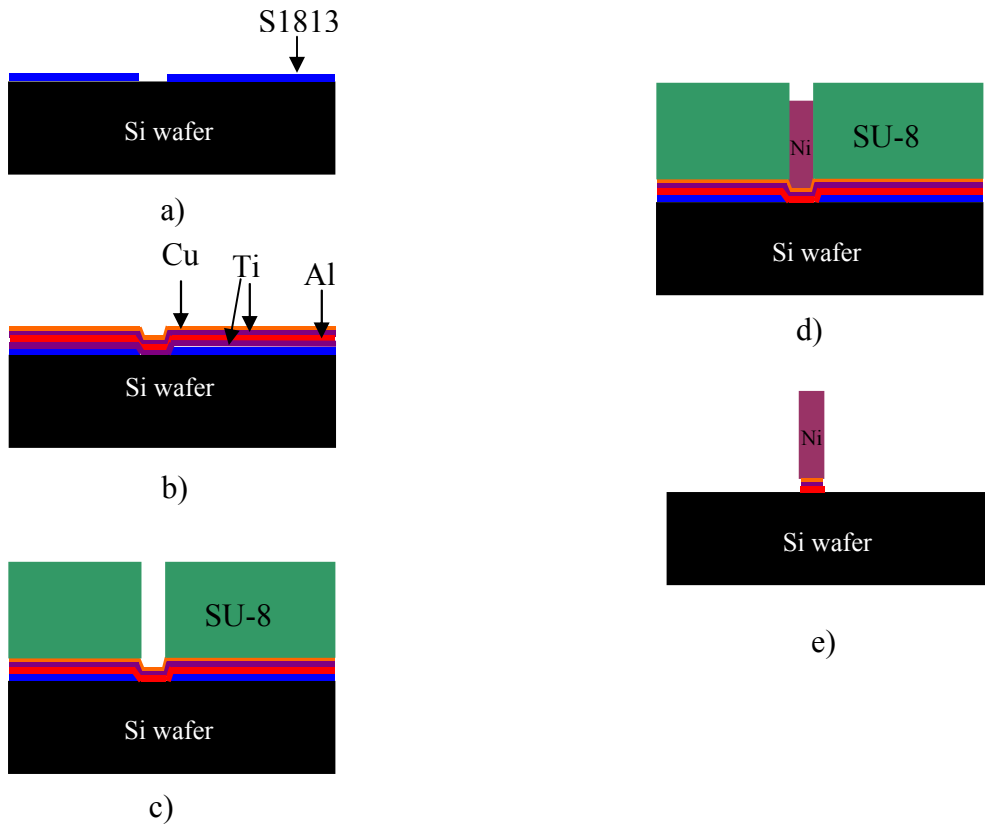 S1813
Si wafer
a)
Cu Ti Al
Si wafer
b)
SU-8
Si wafer
c)
Ni SU-8
Si wafer
d)
Ni
Si wafer
e)